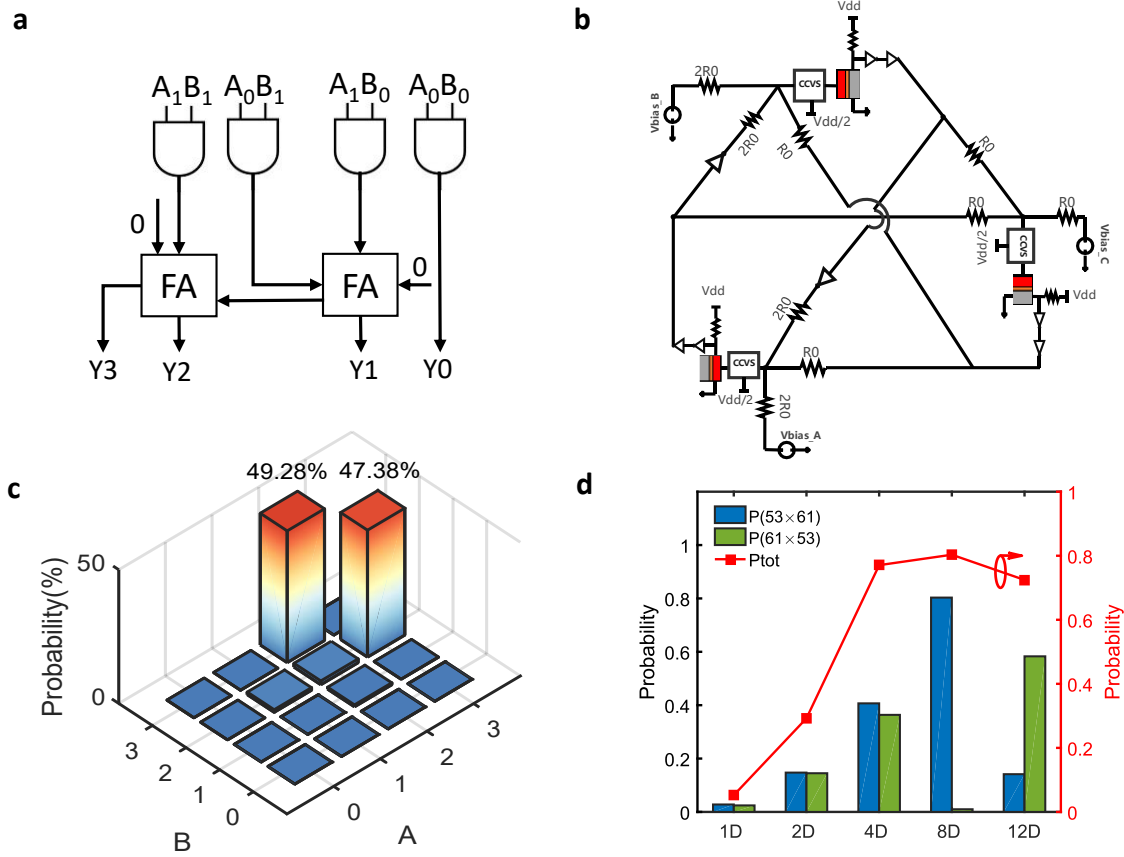 a
A1B1 A0B1 A1B0 A0B0
0
FA FA 0
Y3 Y2 Y1 Y0
b
Vdd
2R0
CCVS
Vbias_B
Vdd/2
2R0
R0
R0
R0
R0
Vdd/2
CCVS
Vbias_C
Vdd
Vdd
2R0
R0
CCVS
Vdd/2
2R0
Vbias_A
c
49.28% 47.38%
50
0
Probability(%)
3
2
1
0
B
0
1
2
3
A
d
P(53×61)
P(61×53)
Ptot
1
0.8
0.6
0.4
0.2
0
Probability
1
0.8
0.6
0.4
0.2
0
Probability
1D 2D 4D 8D 12D